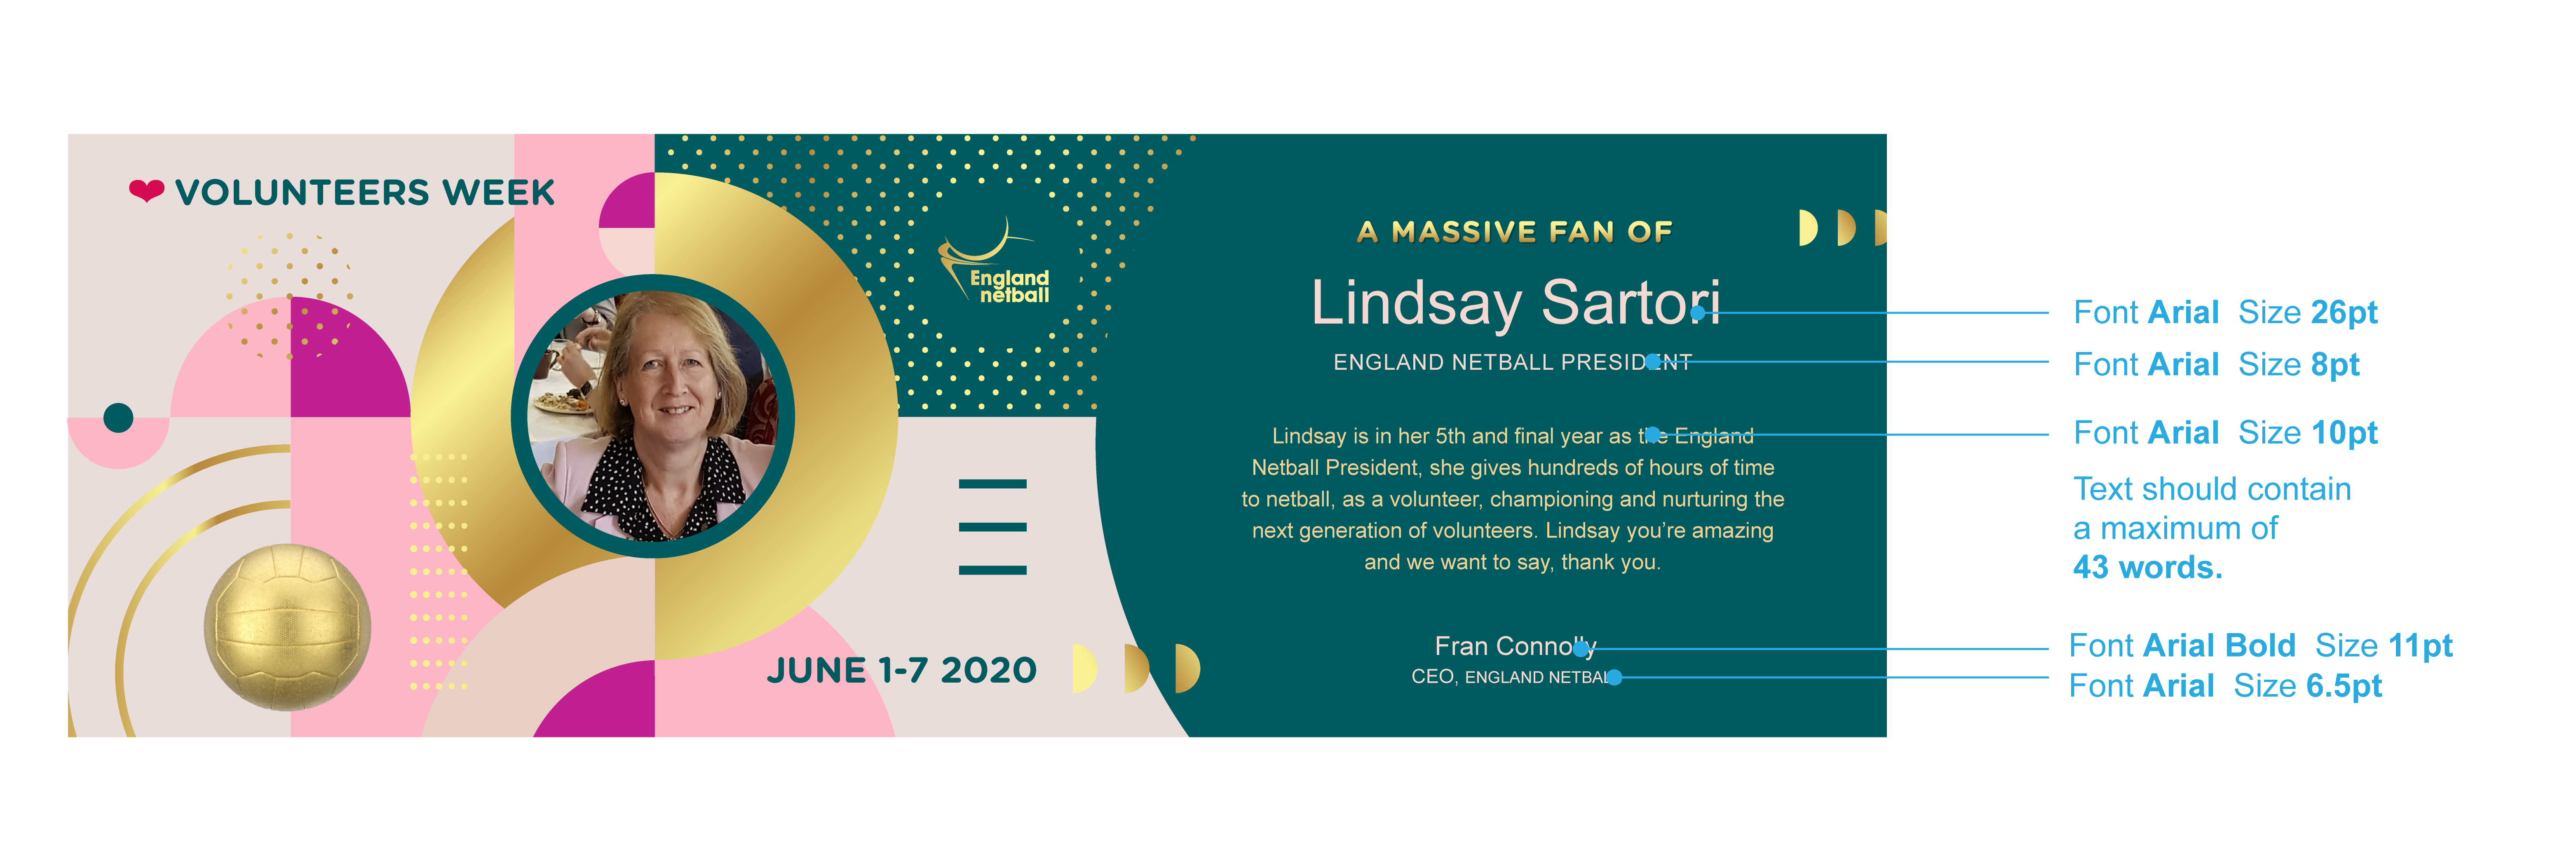 ❤ VOLUNTEERS WEEK
England
netball
JUNE 1-7 2020
A MASSIVE FAN OF
Lindsay Sartori
ENGLAND NETBALL PRESIDENT
Lindsay is in her 5th and final year as the England
Netball President, she gives hundreds of hours of time
to netball, as a volunteer, championing and nurturing the
next generation of volunteers. Lindsay you’re amazing
and we want to say, thank you.
Fran Connolly
CEO, ENGLAND NETBALL
Font Arial Size 26pt
Font Arial Size 8pt
Font Arial Size 10pt
Text should contain
a maximum of
43 words.
Font Arial Bold Size 11pt
Font Arial Size 6.5pt